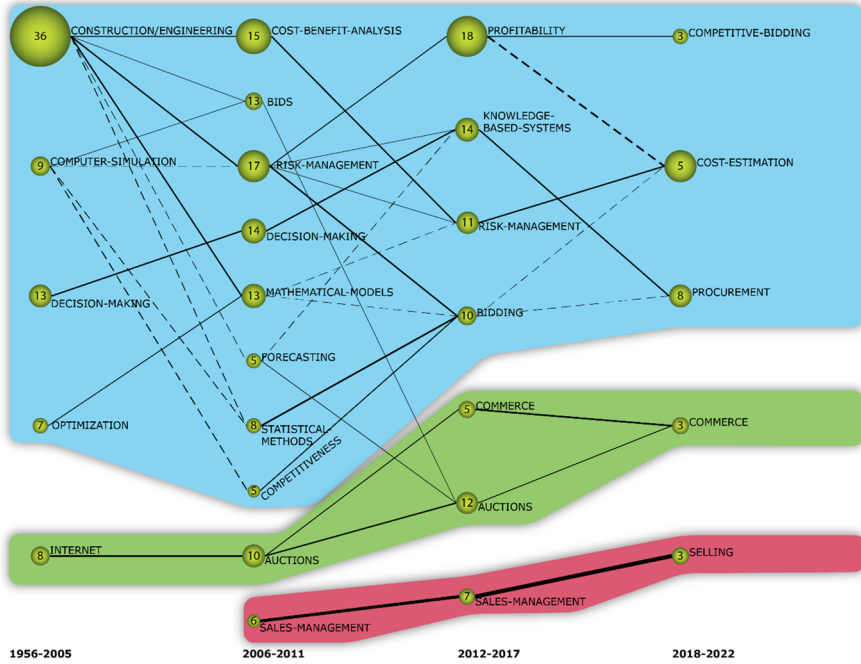 36 CONSTRUCTION/ENGINEERING 15 COST-BENEFIT-ANALYSIS 18 PROFITABILITY 3 COMPETITIVE-BIDDING
13 BIDS
14 KNOWLEDGE-
BASED-SYSTEMS
9 COMPUTER-SIMULATION 17 RISK-MANAGEMENT 5 COST-ESTIMATION
14 DECISION-MAKING 11 RISK-MANAGEMENT
13 DECISION-MAKING 13 MATHEMATICAL-MODELS 10 BIDDING 8 PROCUREMENT
5 FORECASTING
7 OPTIMIZATION 8 STATISTICAL-
METHODS
5 COMMERCE 3 COMMERCE
5 COMPETITIVENESS
12 AUCTIONS
8 INTERNET 10 AUCTIONS 3 SELLING
6 SALES-MANAGEMENT 7 SALES-MANAGEMENT
1956-2005 2006-2011 2012-2017 2018-2022